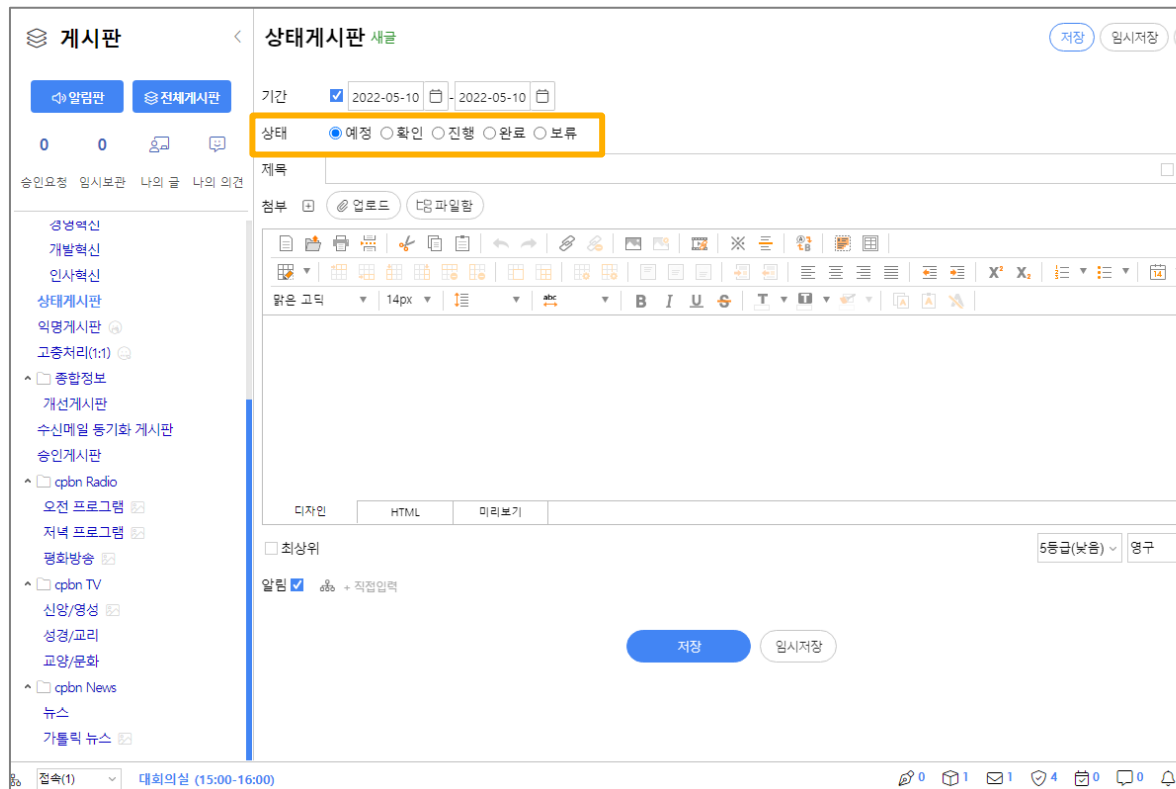 게시판
알림판 전체게시판
0 0
승인요청 임시보관 나의 글 나의 의견
경영혁신
개발혁신
인사혁신
상태게시판
익명게시판
고충처리(1:1)
종합정보
개선게시판
수신메일 동기화 게시판
승인게시판
cpbn Radio
오전 프로그램
저녁 프로그램
평화방송
cpbn TV
신앙/영성
성경/교리
교양/문화
cpbn News
뉴스
가톨릭 뉴스
상태게시판 새글
저장 임시저장
기간 2022-05-10 - 2022-05-10
상태 예정 확인 진행 완료 보류
제목
첨부 업로드 파일함
맑은 고딕 14px abc B I U S T T
X² X₂ 14
디자인 HTML 미리보기
최상위 5등급(낮음) 영구
알림 + 직접입력
저장 임시저장
접속(1) 대회의실 (15:00-16:00) 0 1 1 4 0 0